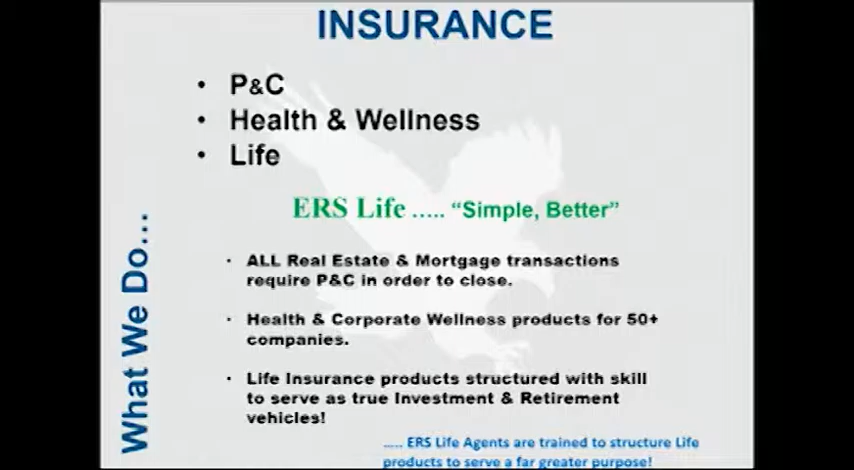 INSURANCE
• P&C
• Health & Wellness
• Life
ERS Life ..... “Simple, Better”
• ALL Real Estate & Mortgage transactions
require P&C in order to close.
• Health & Corporate Wellness products for 50+
companies.
• Life Insurance products structured with skill
to serve as true Investment & Retirement
vehicles!
..... ERS Life Agents are trained to structure Life
products to serve a far greater purpose!
What We Do...